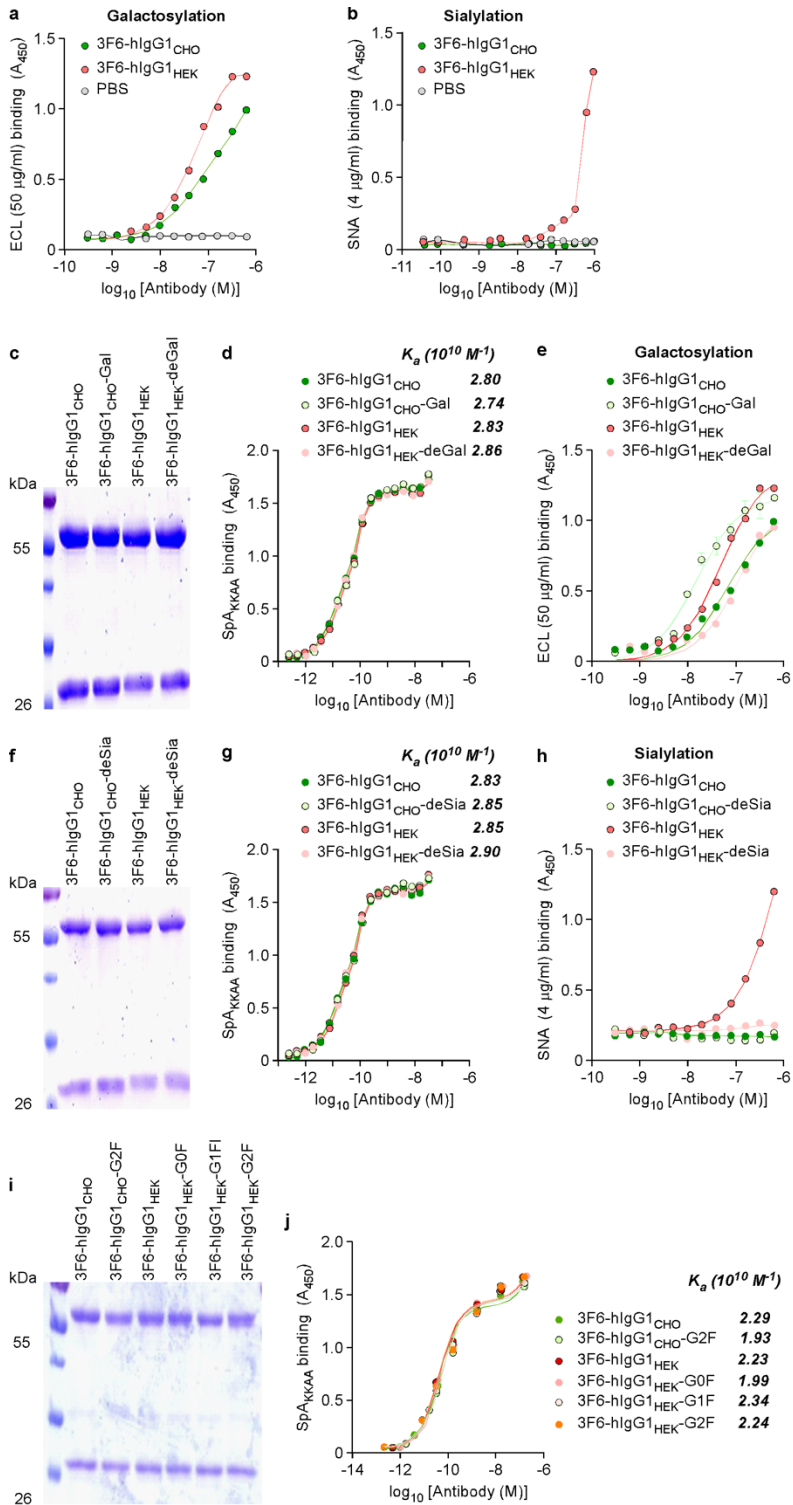 a
Galactosylation
3F6-hIgG1CHO
3F6-hIgG1HEK
PBS
ECL (50 µg/ml) binding (A450)
1.5
1.0
0.5
0
-10
-9
-8
-7
-6
log10 [Antibody (M)]
b
Sialylation
3F6-hIgG1CHO
3F6-hIgG1HEK
PBS
SNA (4 µg/ml) binding (A450)
1.5
1.0
0.5
0
-11
-10
-9
-8
-7
-6
-5
log10 [Antibody (M)]
c
3F6-hIgG1CHO
3F6-hIgG1CHO-Gal
3F6-hIgG1HEK
3F6-hIgG1HEK-deGal
kDa
55
26
d
Ka (10^10 M^-1)
3F6-hIgG1CHO 2.80
3F6-hIgG1CHO-Gal 2.74
3F6-hIgG1HEK 2.83
3F6-hIgG1HEK-deGal 2.86
SpAKKAA binding (A450)
2.0
1.5
1.0
0.5
0
-12
-10
-8
-6
log10 [Antibody (M)]
e
Galactosylation
3F6-hIgG1CHO
3F6-hIgG1CHO-Gal
3F6-hIgG1HEK
3F6-hIgG1HEK-deGal
ECL (50 µg/ml) binding (A450)
1.5
1.0
0.5
0
-10
-9
-8
-7
-6
log10 [Antibody (M)]
f
3F6-hIgG1CHO
3F6-hIgG1CHO-deSia
3F6-hIgG1HEK
3F6-hIgG1HEK-deSia
kDa
55
26
g
Ka (10^10 M^-1)
3F6-hIgG1CHO 2.83
3F6-hIgG1CHO-deSia 2.85
3F6-hIgG1HEK 2.85
3F6-hIgG1HEK-deSia 2.90
SpAKKAA binding (A450)
2.0
1.5
1.0
0.5
0
-12
-10
-8
-6
log10 [Antibody (M)]
h
Sialylation
3F6-hIgG1CHO
3F6-hIgG1CHO-deSia
3F6-hIgG1HEK
3F6-hIgG1HEK-deSia
SNA (4 µg/ml) binding (A450)
1.5
1.0
0.5
0
-10
-9
-8
-7
-6
log10 [Antibody (M)]
i
3F6-hIgG1CHO
3F6-hIgG1CHO-G2F
3F6-hIgG1HEK
3F6-hIgG1HEK-G0F
3F6-hIgG1HEK-G1Fl
3F6-hIgG1HEK-G2F
kDa
55
26
j
Ka (10^10 M^-1)
3F6-hIgG1CHO 2.29
3F6-hIgG1CHO-G2F 1.93
3F6-hIgG1HEK 2.23
3F6-hIgG1HEK-G0F 1.99
3F6-hIgG1HEK-G1F 2.34
3F6-hIgG1HEK-G2F 2.24
SpAKKAA binding (A450)
2.0
1.5
1.0
0.5
0
-14
-12
-10
-8
-6
log10 [Antibody (M)]